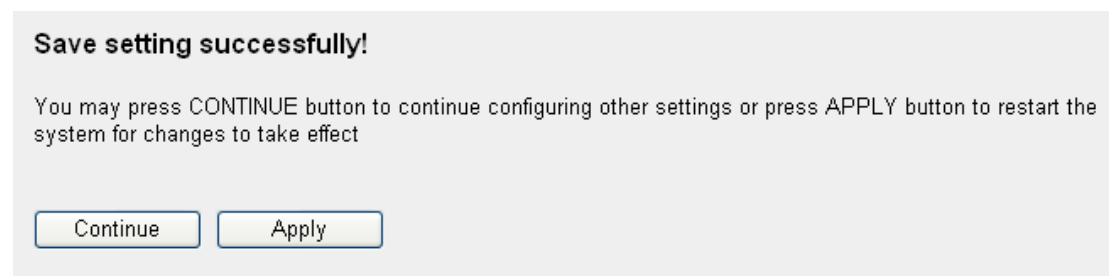 Save setting successfully!
You may press CONTINUE button to continue configuring other settings or press APPLY button to restart the
system for changes to take effect
Continue Apply